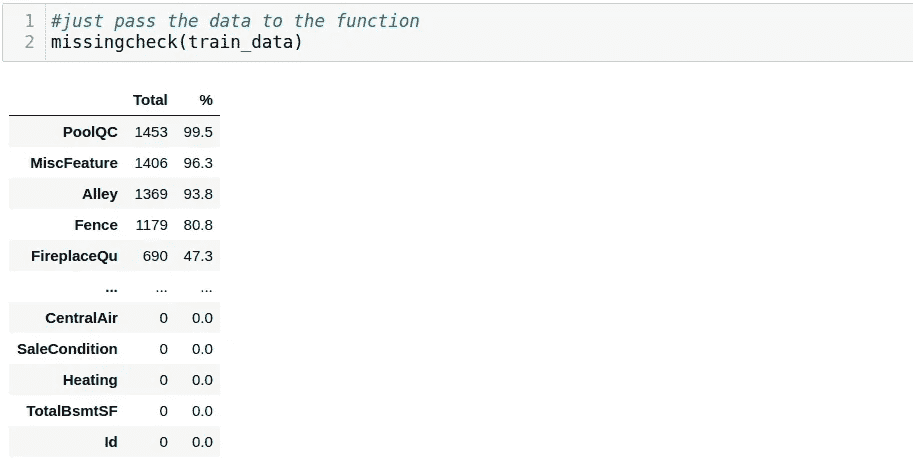 1 #just pass the data to the function
2 missingcheck(train_data)
Total %
PoolQC 1453 99.5
MiscFeature 1406 96.3
Alley 1369 93.8
Fence 1179 80.8
FireplaceQu 690 47.3
... ... ...
CentralAir 0 0.0
SaleCondition 0 0.0
Heating 0 0.0
TotalBsmtSF 0 0.0
Id 0 0.0